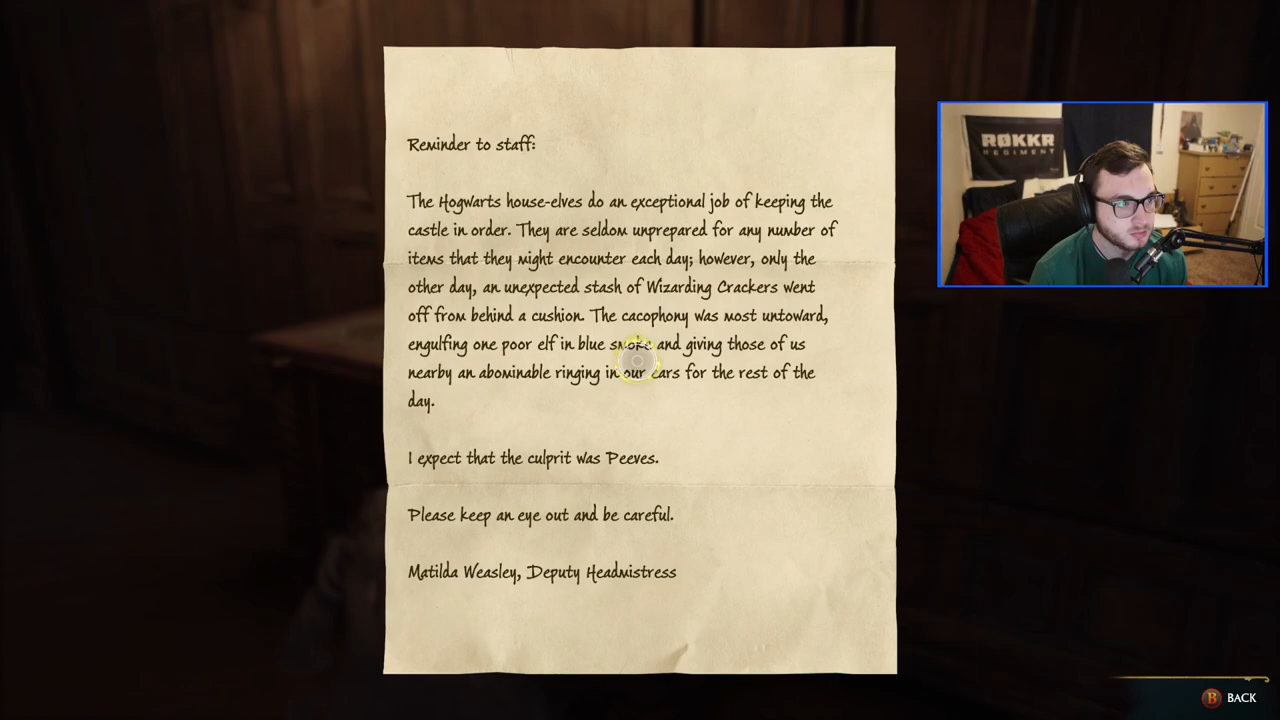 Reminder to staff:
The Hogwarts house-elves do an exceptional job of keeping the
castle in order. They are seldom unprepared for any number of
items that they might encounter each day; however, only the
other day, an unexpected stash of Wizarding Crackers went
off from behind a cushion. The cacophony was most untoward,
engulfing one poor elf in blue smoke and giving those of us
nearby an abominable ringing in our ears for the rest of the
day.
I expect that the culprit was Peeves.
Please keep an eye out and be careful.
Matilda Weasley, Deputy Headmistress
RØKKR
REGIMENT
B BACK